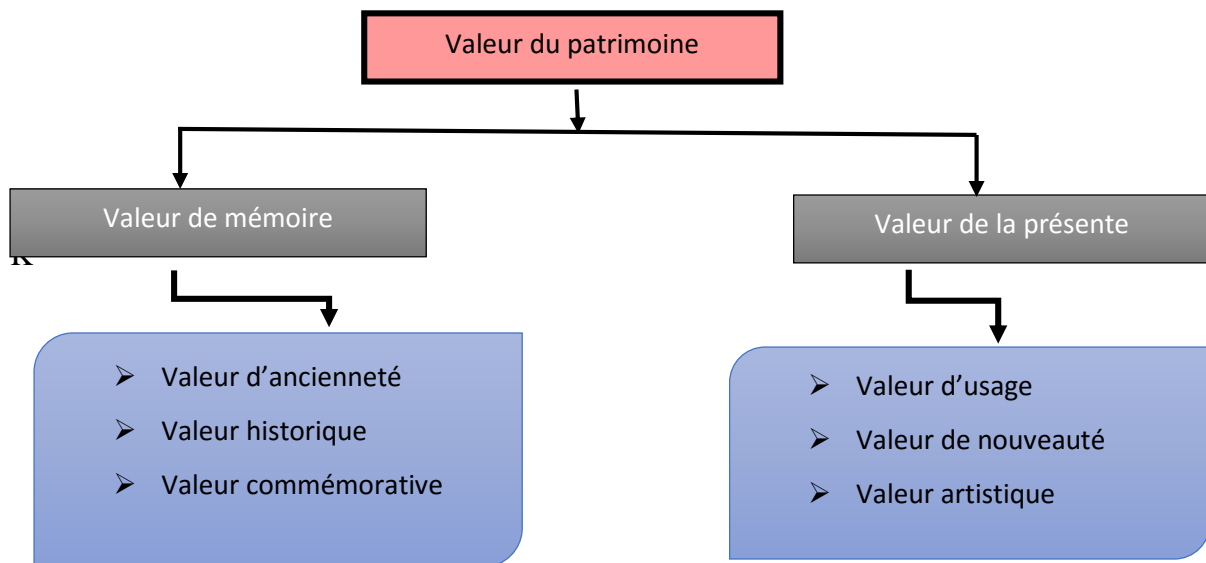 Valeur du patrimoine
Valeur de mémoire
Valeur de la présente
➢ Valeur d’ancienneté
➢ Valeur historique
➢ Valeur commémorative
➢ Valeur d’usage
➢ Valeur de nouveauté
➢ Valeur artistique